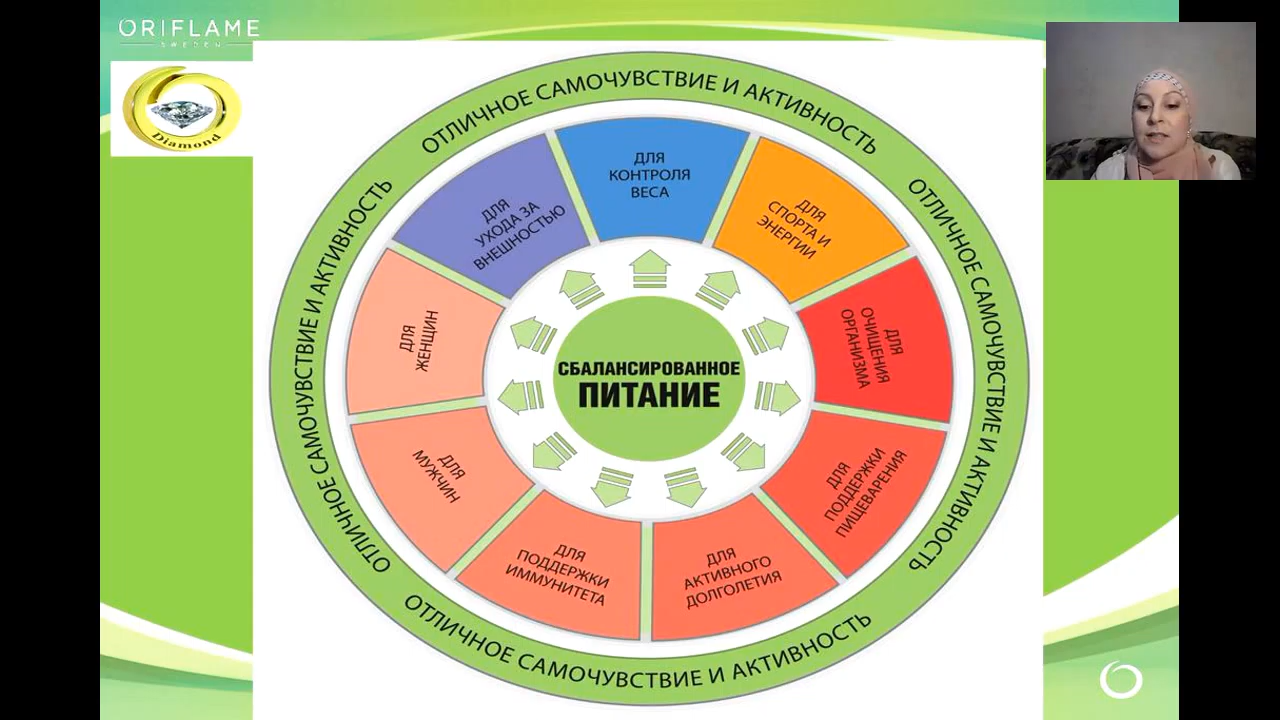 ORIFLAME
SWEDEN
Diamond
ОТЛИЧНОЕ САМОЧУВСТВИЕ И АКТИВНОСТЬ
ОТЛИЧНОЕ САМОЧУВСТВИЕ И АКТИВНОСТЬ
ОТЛИЧНОЕ САМОЧУВСТВИЕ И АКТИВНОСТЬ
ОТЛИЧНОЕ САМОЧУВСТВИЕ И АКТИВНОСТЬ
ДЛЯ
КОНТРОЛЯ
ВЕСА
ДЛЯ
СПОРТА И
ЭНЕРГИИ
ДЛЯ
ОЧИЩЕНИЯ
ОРГАНИЗМА
ДЛЯ
ПОДДЕРЖКИ
ПИЩЕВАРЕНИЯ
ДЛЯ
АКТИВНОГО
ДОЛГОЛЕТИЯ
ДЛЯ
ПОДДЕРЖКИ
ИММУНИТЕТА
ДЛЯ
МУЖЧИН
ДЛЯ
ЖЕНЩИН
ДЛЯ
УХОДА ЗА
ВНЕШНОСТЬЮ
СБАЛАНСИРОВАННОЕ
ПИТАНИЕ